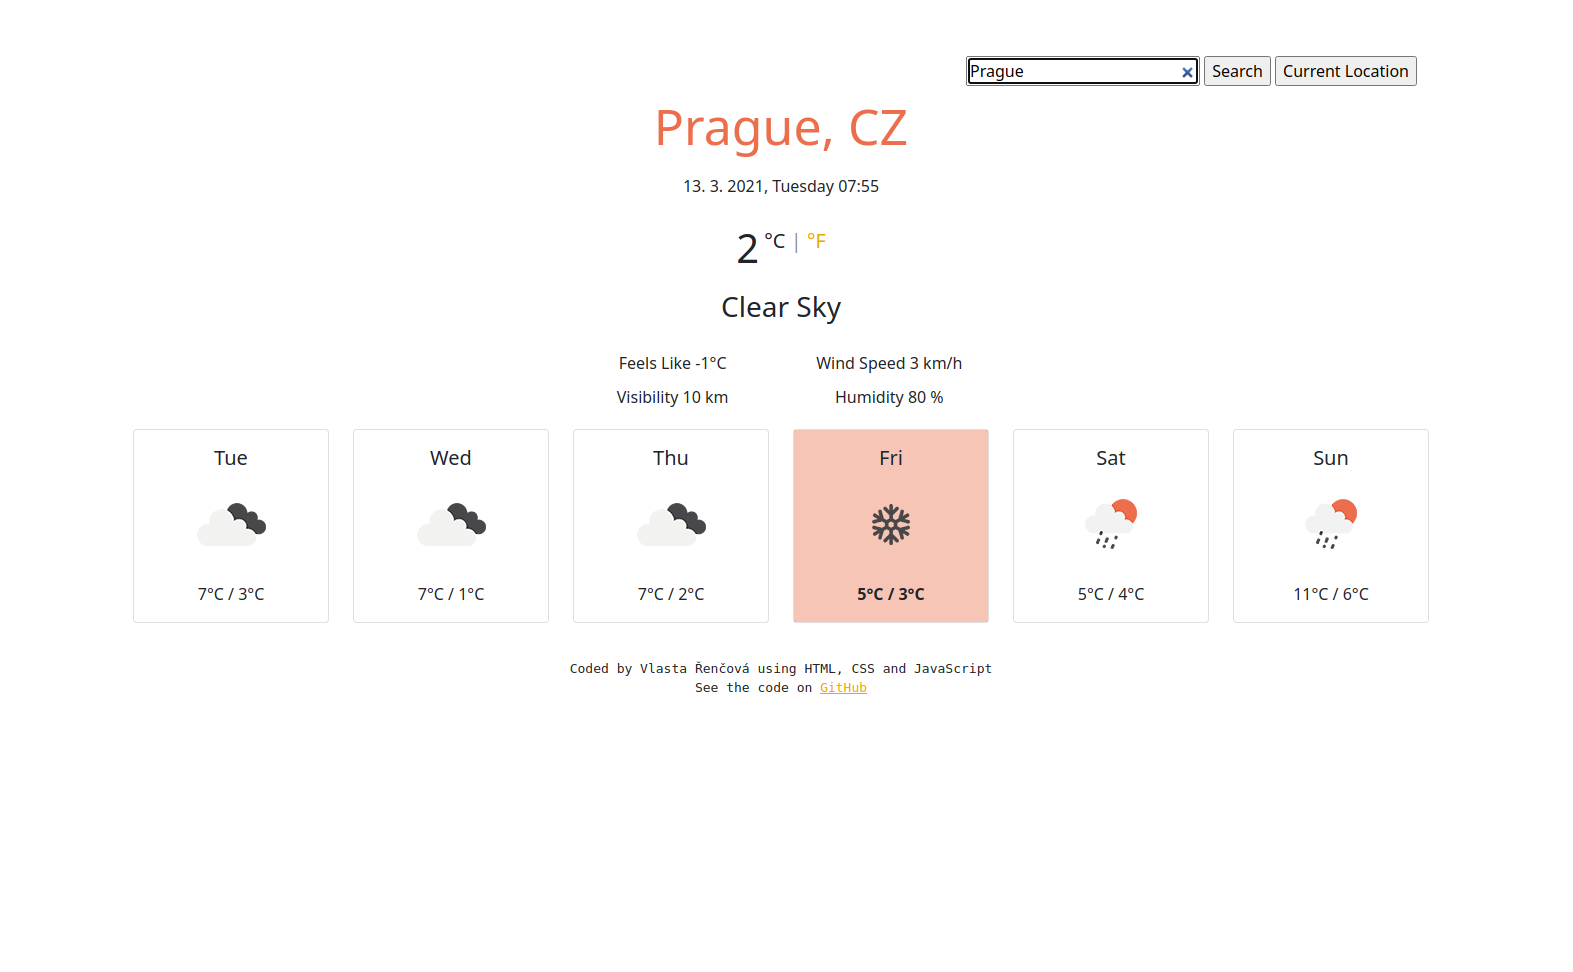 Prague Search Current Location
Prague, CZ
13. 3. 2021, Tuesday 07:55
2 °C | °F
Clear Sky
Feels Like -1°C Wind Speed 3 km/h
Visibility 10 km Humidity 80 %
Tue Wed Thu Fri Sat Sun
7°C / 3°C 7°C / 1°C 7°C / 2°C 5°C / 3°C 5°C / 4°C 11°C / 6°C
Coded by Vlasta Řenčová using HTML, CSS and JavaScript
See the code on GitHub